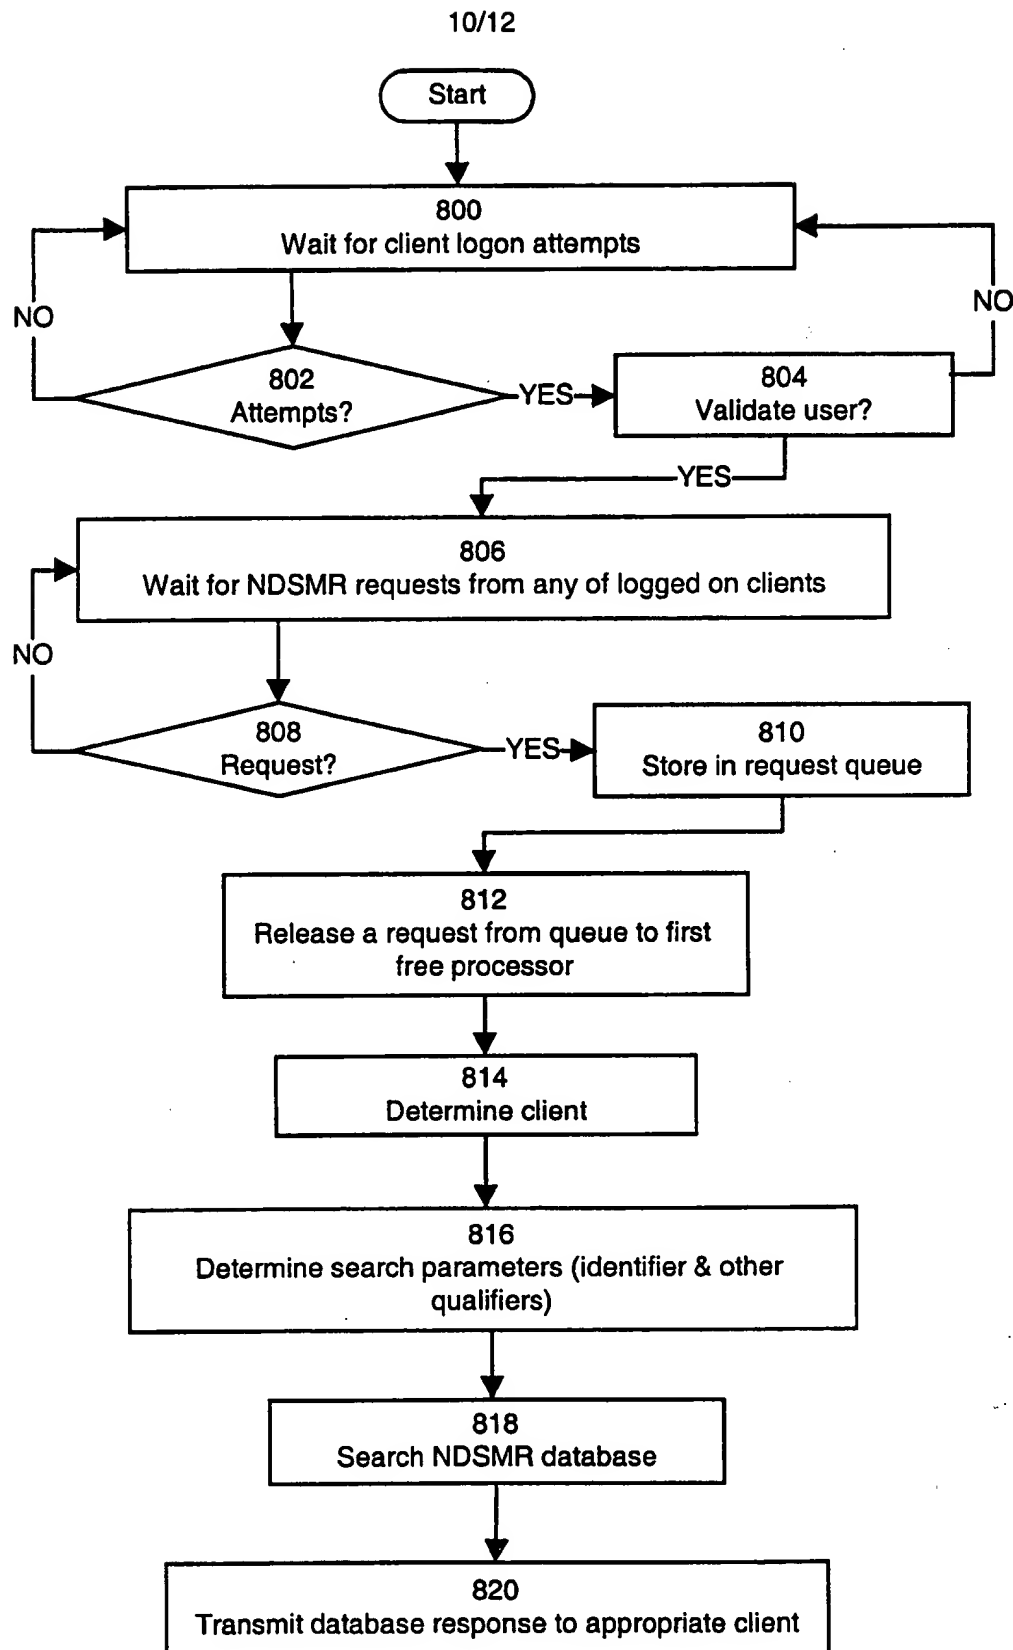 10/12
Start
800
Wait for client logon attempts
NO
NO
802
Attempts?
YES
804
Validate user?
YES
806
Wait for NDSMR requests from any of logged on clients
NO
808
Request?
YES
810
Store in request queue
812
Release a request from queue to first
free processor
814
Determine client
816
Determine search parameters (identifier & other
qualifiers)
818
Search NDSMR database
820
Transmit database response to appropriate client